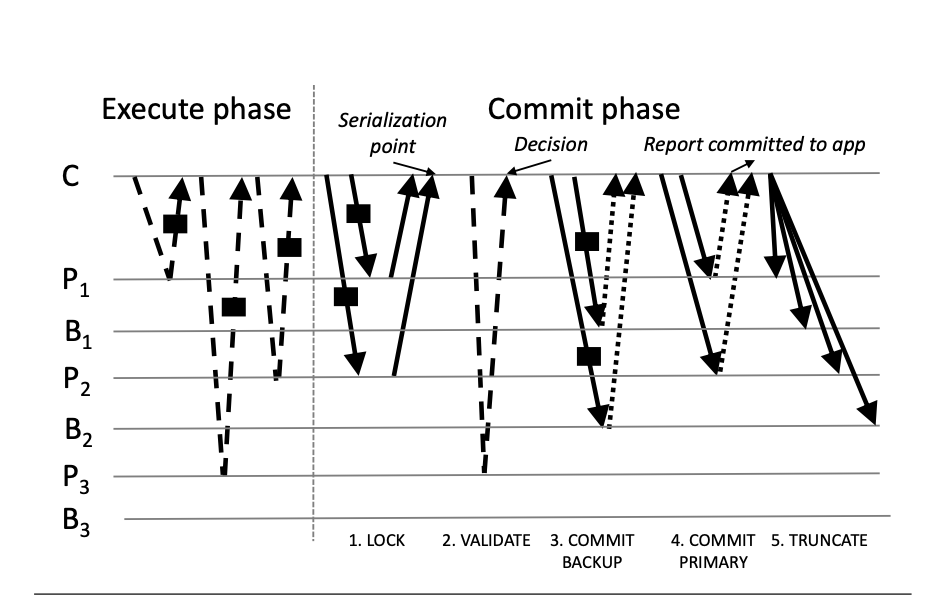 Execute phase
Commit phase
Serialization
point
Decision
Report committed to app
C
P1
B1
P2
B2
P3
B3
1. LOCK
2. VALIDATE
3. COMMIT
BACKUP
4. COMMIT
PRIMARY
5. TRUNCATE